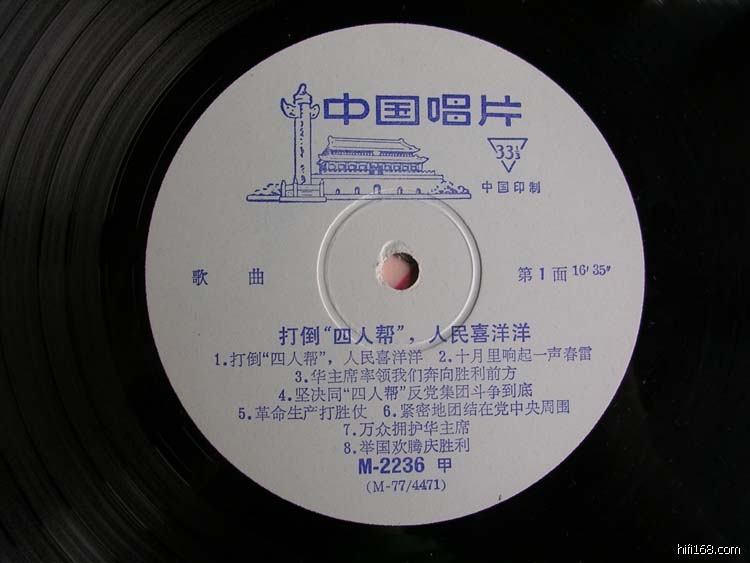 中国唱片
33⅓
中国印制
歌 曲 第1面 16′35″
打倒“四人帮”，人民喜洋洋
1.打倒“四人帮”，人民喜洋洋 2.十月里响起一声春雷
3.华主席率领我们奔向胜利前方
4.坚决同“四人帮”反党集团斗争到底
5.革命生产打胜仗 6.紧密地团结在党中央周围
7.万众拥护华主席
8.举国欢腾庆胜利
M-2236 甲
(M-77/4471)
hifi168.com